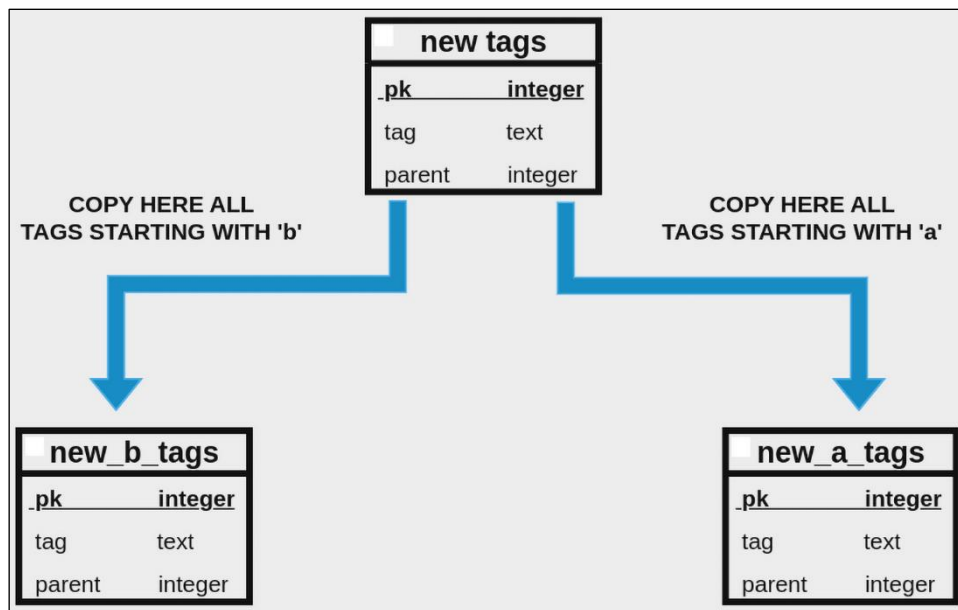 new tags
pk integer
tag text
parent integer
COPY HERE ALL
TAGS STARTING WITH 'b'
COPY HERE ALL
TAGS STARTING WITH 'a'
new_b_tags
pk integer
tag text
parent integer
new_a_tags
pk integer
tag text
parent integer